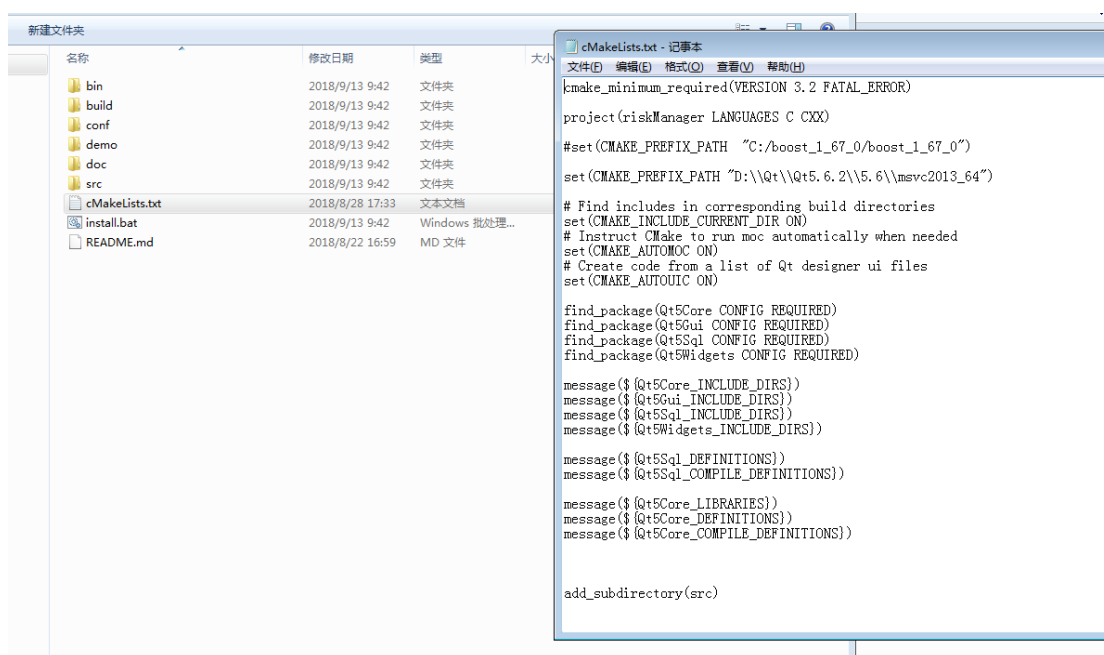 新建文件夹
名称 修改日期 类型 大小
bin 2018/9/13 9:42 文件夹
build 2018/9/13 9:42 文件夹
conf 2018/9/13 9:42 文件夹
demo 2018/9/13 9:42 文件夹
doc 2018/9/13 9:42 文件夹
src 2018/9/13 9:42 文件夹
cMakeLists.txt 2018/8/28 17:33 文本文档
install.bat 2018/9/13 9:42 Windows 批处理...
README.md 2018/8/22 16:59 MD 文件
cMakeLists.txt - 记事本
文件(F) 编辑(E) 格式(O) 查看(V) 帮助(H)
cmake_minimum_required(VERSION 3.2 FATAL_ERROR)
project(riskManager LANGUAGES C CXX)
#set(CMAKE_PREFIX_PATH "C:/boost_1_67_0/boost_1_67_0")
set(CMAKE_PREFIX_PATH "D:\\Qt\\Qt5.6.2\\5.6\\msvc2013_64")
# Find includes in corresponding build directories
set(CMAKE_INCLUDE_CURRENT_DIR ON)
# Instruct CMake to run moc automatically when needed
set(CMAKE_AUTOMOC ON)
# Create code from a list of Qt designer ui files
set(CMAKE_AUTOUIC ON)
find_package(Qt5Core CONFIG REQUIRED)
find_package(Qt5Gui CONFIG REQUIRED)
find_package(Qt5Sql CONFIG REQUIRED)
find_package(Qt5Widgets CONFIG REQUIRED)
message(${Qt5Core_INCLUDE_DIRS})
message(${Qt5Gui_INCLUDE_DIRS})
message(${Qt5Sql_INCLUDE_DIRS})
message(${Qt5Widgets_INCLUDE_DIRS})
message(${Qt5Sql_DEFINITIONS})
message(${Qt5Sql_COMPILE_DEFINITIONS})
message(${Qt5Core_LIBRARIES})
message(${Qt5Core_DEFINITIONS})
message(${Qt5Core_COMPILE_DEFINITIONS})
add_subdirectory(src)